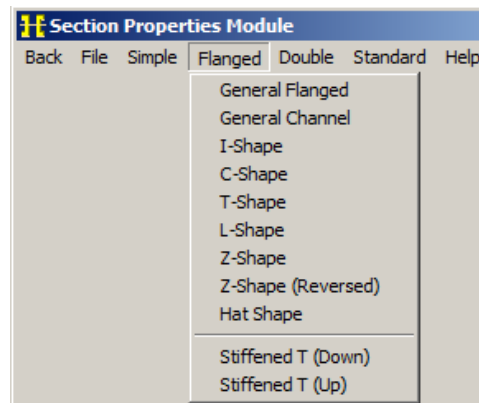 Section Properties Module
Back File Simple Flanged Double Standard Help
General Flanged
General Channel
I-Shape
C-Shape
T-Shape
L-Shape
Z-Shape
Z-Shape (Reversed)
Hat Shape
Stiffened T (Down)
Stiffened T (Up)